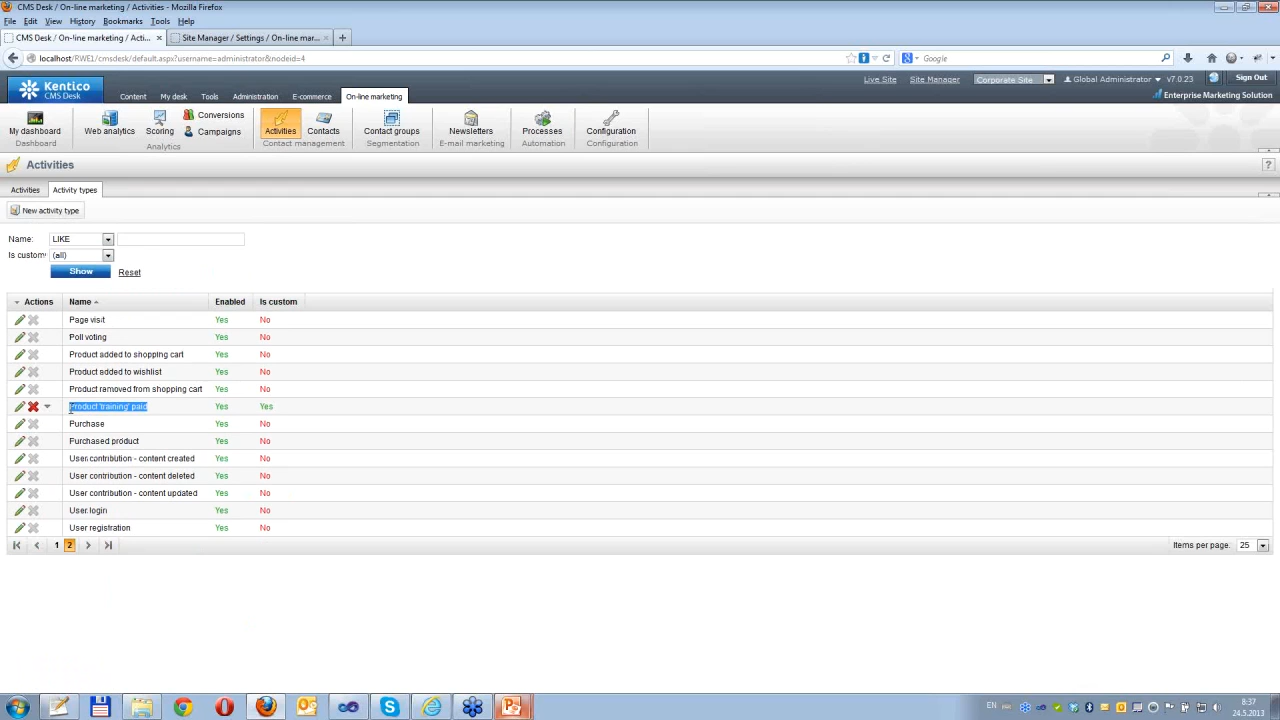 CMS Desk / On-line marketing / Activities - Mozilla Firefox
File Edit View History Bookmarks Tools Help
CMS Desk / On-line marketing / Acti... × Site Manager / Settings / On-line mar... × +
localhost/RWE1/cmsdesk/default.aspx?username=administrator&nodeid=4 Google
Kentico
CMS Desk
Content My desk Tools Administration E-commerce On-line marketing
Live Site Site Manager Corporate Site Global Administrator v7.0.23 Sign Out
Enterprise Marketing Solution
My dashboard Web analytics Scoring Conversions Campaigns Activities Contacts Contact groups Newsletters Processes Configuration
Dashboard Analytics Contact management Segmentation E-mail marketing Automation Configuration
Activities ?
Activities Activity types
New activity type
Name: LIKE
Is custom (all)
Show Reset
Actions Name Enabled Is custom
Page visit Yes No
Poll voting Yes No
Product added to shopping cart Yes No
Product added to wishlist Yes No
Product removed from shopping cart Yes No
Product 'training' paid Yes Yes
Purchase Yes No
Purchased product Yes No
User contribution - content created Yes No
User contribution - content deleted Yes No
User contribution - content updated Yes No
User login Yes No
User registration Yes No
1 2 Items per page: 25
EN 8:37
24.5.2013